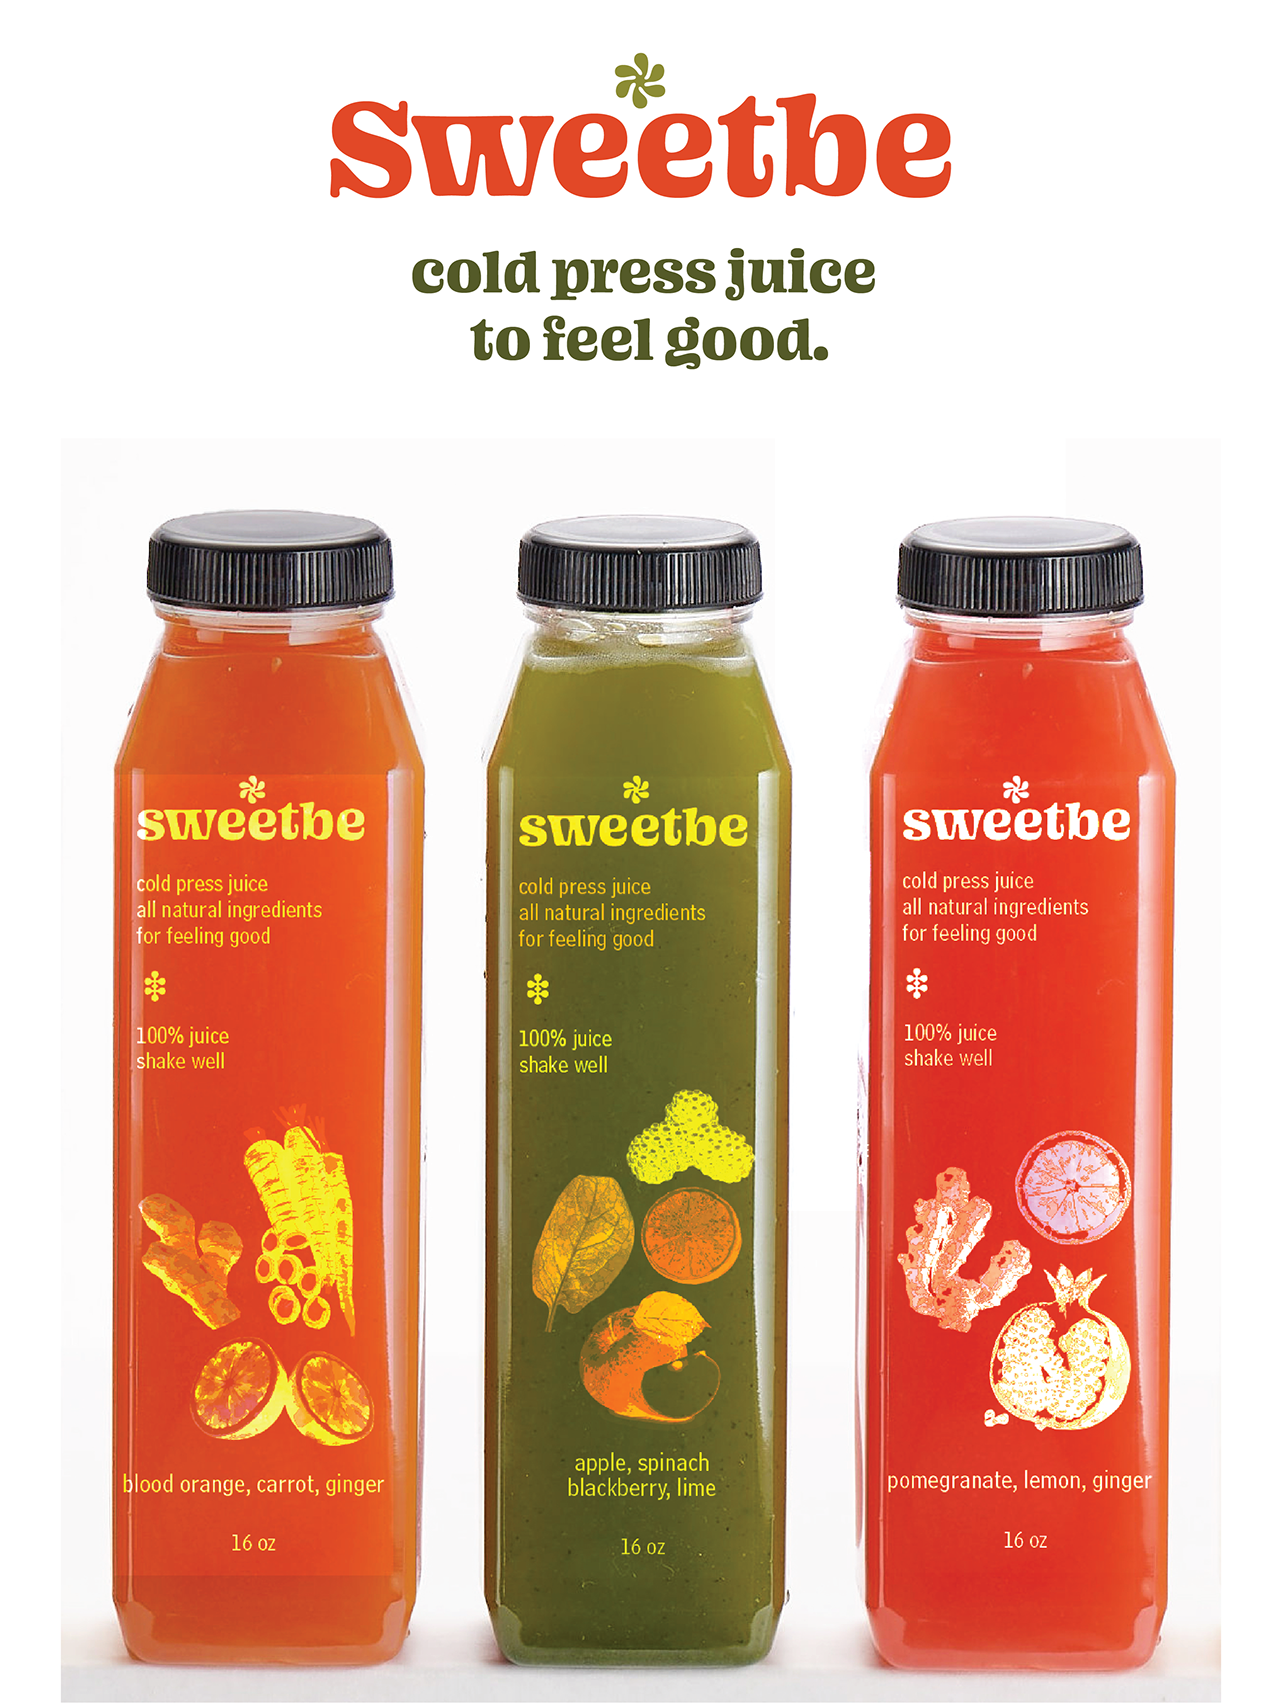 Sweetbe
cold press juice
to feel good.
sweetbe
cold press juice
all natural ingredients
for feeling good
100% juice
shake well
blood orange, carrot, ginger
16 oz
sweetbe
cold press juice
all natural ingredients
for feeling good
100% juice
shake well
apple, spinach
blackberry, lime
16 oz
sweetbe
cold press juice
all natural ingredients
for feeling good
100% juice
shake well
pomegranate, lemon, ginger
16 oz